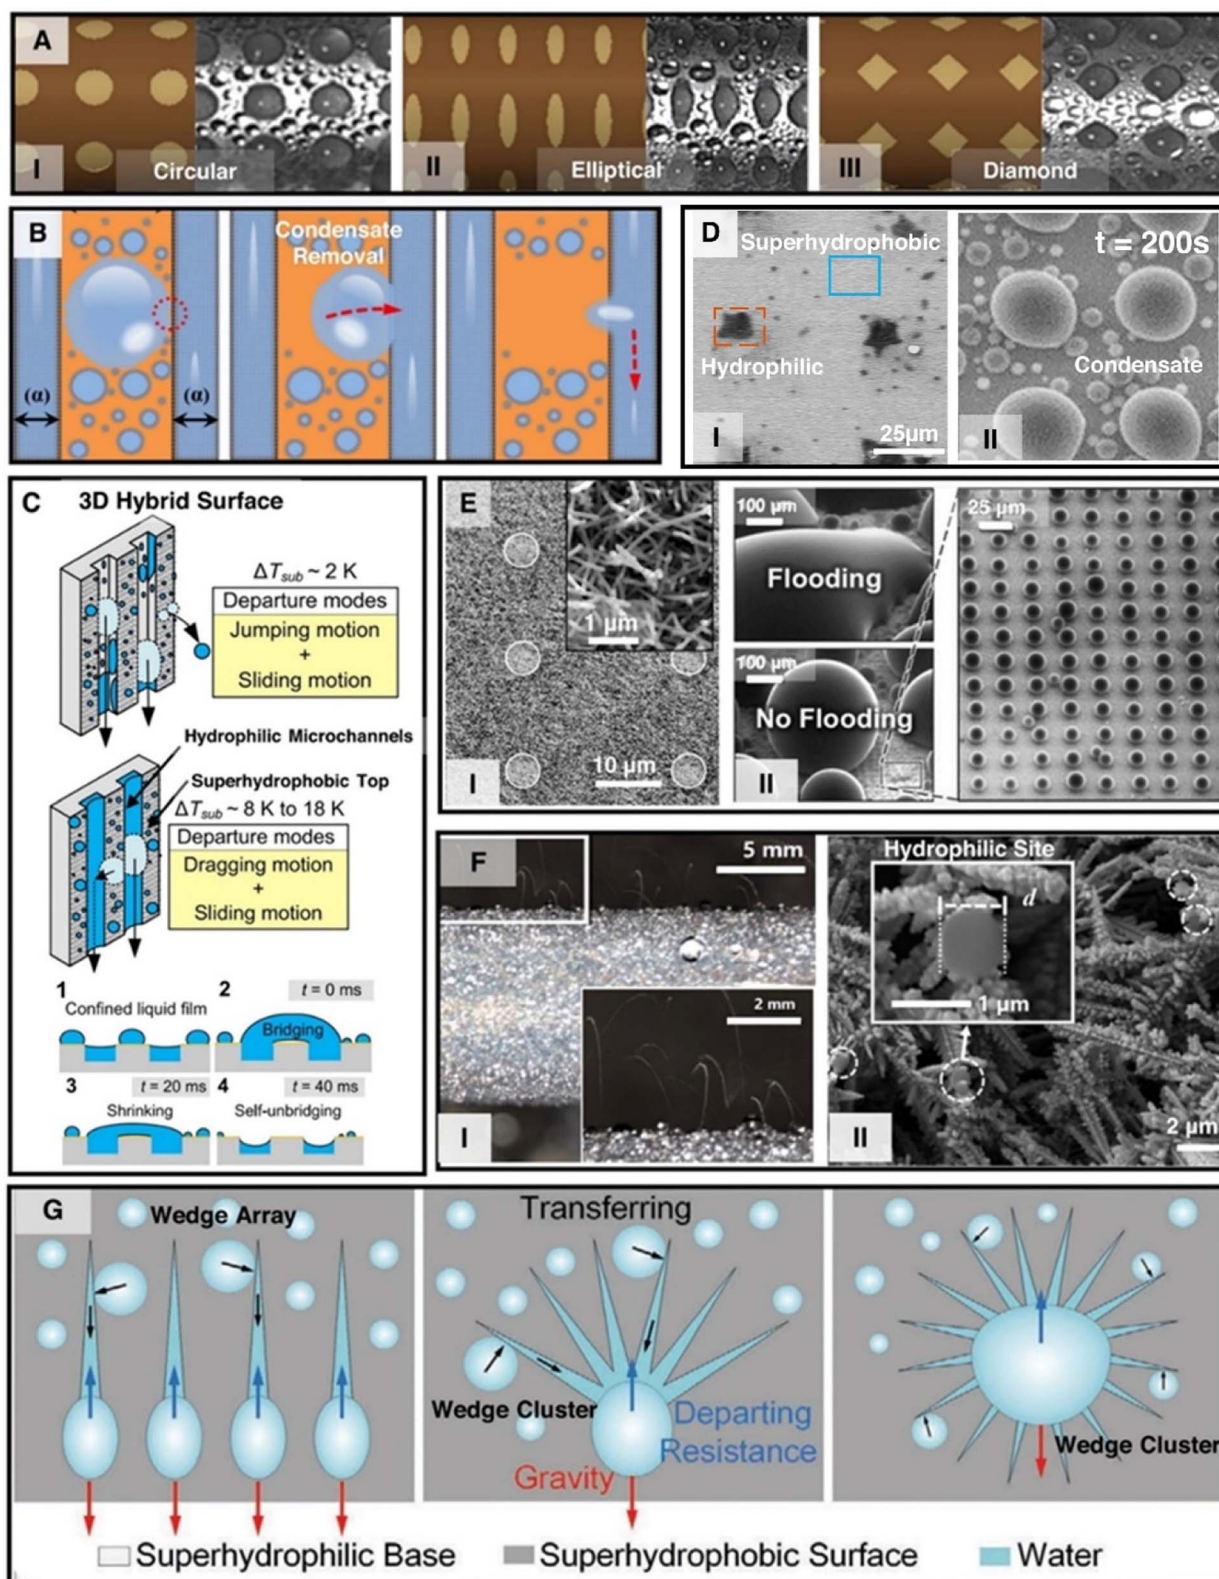 A
I
Circular
II
Elliptical
III
Diamond
B
Condensate
Removal
(α)
(α)
D
Superhydrophobic
Hydrophilic
I
25μm
t = 200s
Condensate
II
C
3D Hybrid Surface
ΔTsub ~ 2 K
Departure modes
Jumping motion
+
Sliding motion
Hydrophilic Microchannels
Superhydrophobic Top
ΔTsub ~ 8 K to 18 K
Departure modes
Dragging motion
+
Sliding motion
1
Confined liquid film
2
t = 0 ms
Bridging
3
t = 20 ms
Shrinking
4
t = 40 ms
Self-unbridging
E
1 μm
10 μm
I
100 μm
Flooding
100 μm
No Flooding
II
25 μm
F
5 mm
2 mm
I
Hydrophilic Site
d
1 μm
II
2 μm
G
Wedge Array
Transferring
Wedge Cluster
Departing
Resistance
Gravity
Wedge Cluster
Superhydrophilic Base
Superhydrophobic Surface
Water